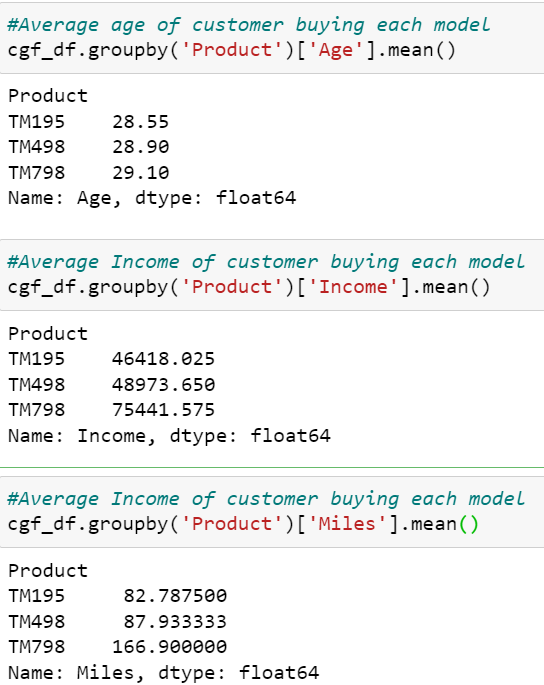 #Average age of customer buying each model
cgf_df.groupby('Product')['Age'].mean()
Product
TM195    28.55
TM498    28.90
TM798    29.10
Name: Age, dtype: float64
#Average Income of customer buying each model
cgf_df.groupby('Product')['Income'].mean()
Product
TM195    46418.025
TM498    48973.650
TM798    75441.575
Name: Income, dtype: float64
#Average Income of customer buying each model
cgf_df.groupby('Product')['Miles'].mean()
Product
TM195     82.787500
TM498     87.933333
TM798    166.900000
Name: Miles, dtype: float64